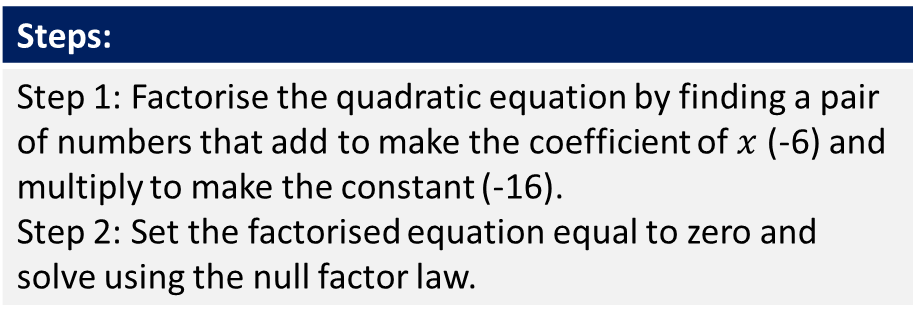 Steps:
Step 1: Factorise the quadratic equation by finding a pair
of numbers that add to make the coefficient of 𝑥 (-6) and
multiply to make the constant (-16).
Step 2: Set the factorised equation equal to zero and
solve using the null factor law.